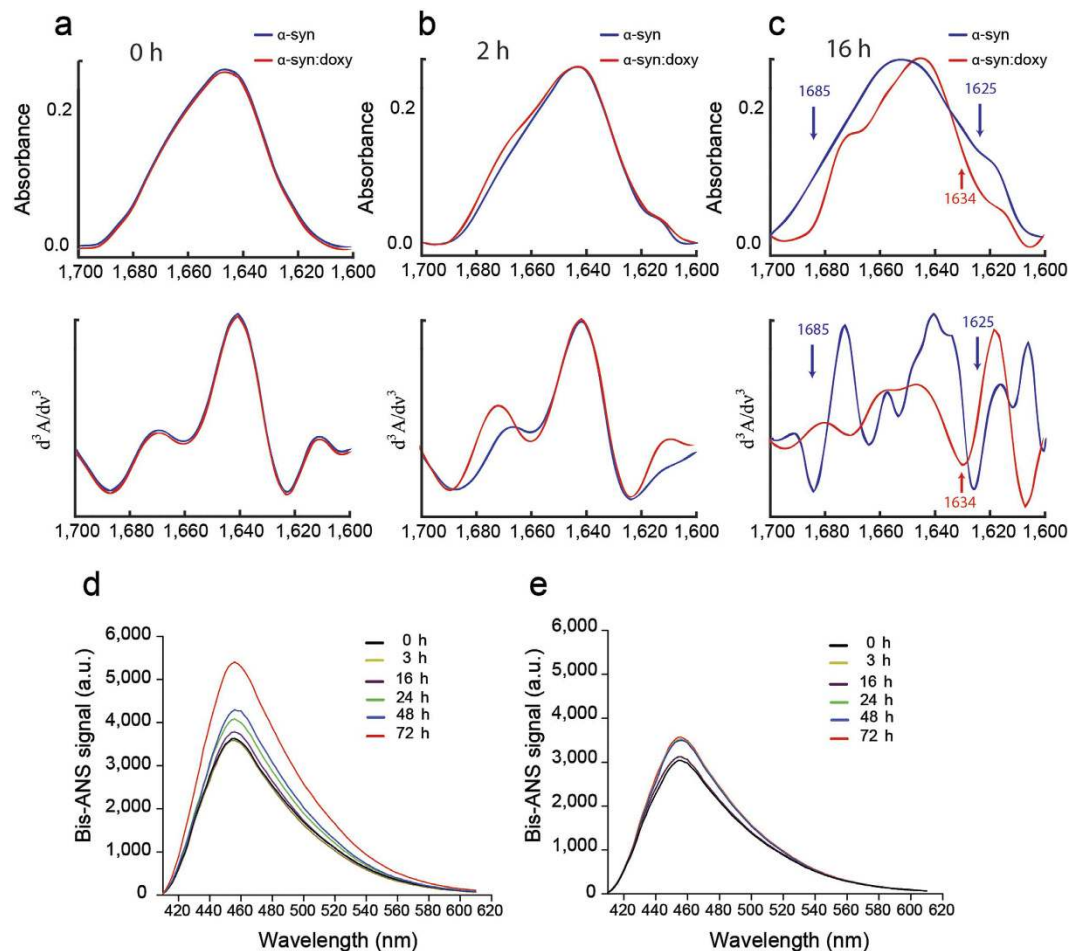 a
0 h
α-syn
α-syn:doxy
Absorbance
0.2
0.0
1,700 1,680 1,660 1,640 1,620 1,600
b
2 h
α-syn
α-syn:doxy
Absorbance
0.2
0.0
1,700 1,680 1,660 1,640 1,620 1,600
c
16 h
α-syn
α-syn:doxy
1685
1625
1634
Absorbance
0.2
0.0
1,700 1,680 1,660 1,640 1,620 1,600
d³ A/dv³
1,700 1,680 1,660 1,640 1,620 1,600
d³ A/dv³
1,700 1,680 1,660 1,640 1,620 1,600
d³ A/dv³
1685
1625
1634
1,700 1,680 1,660 1,640 1,620 1,600
d
Bis-ANS signal (a.u.)
6,000
5,000
4,000
3,000
2,000
1,000
0
0 h
3 h
16 h
24 h
48 h
72 h
420 440 460 480 500 520 540 560 580 600 620
Wavelength (nm)
e
Bis-ANS signal (a.u.)
6,000
5,000
4,000
3,000
2,000
1,000
0
0 h
3 h
16 h
24 h
48 h
72 h
420 440 460 480 500 520 540 560 580 600 620
Wavelength (nm)